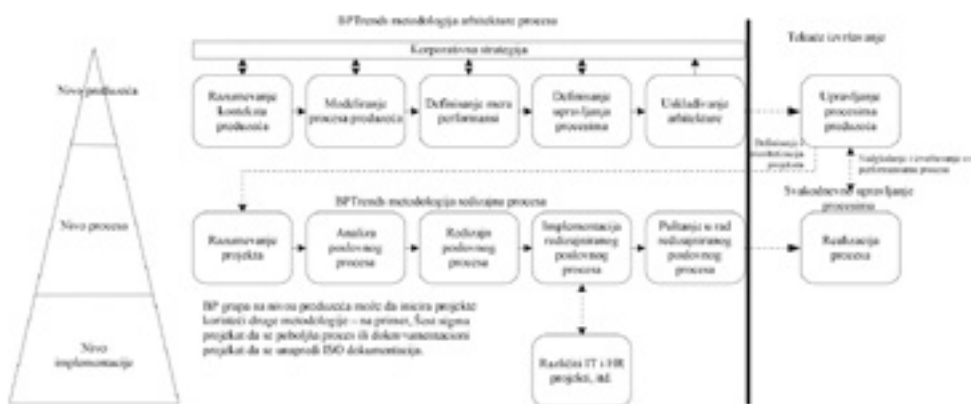 BPTrends metodologija arhitekture procesa
Tekuće izvršavanje
Korporativna strategija
Nivo preduzeća
Razumevanje
konteksta
preduzeća
Modeliranje
procesa preduzeća
Definisanje mera
performansi
Definisanje
upravljanja
procesima
Usklađivanje
arhitekture
Upravljanje
procesima
preduzeća
Definisanje i
projekata
Nadgledanje i izvršavanje
performansama procesa
BPTrends metodologija redizajna procesa
Svakodnevno upravljanje
procesima
Nivo procesa
Razumevanje
projekta
Analiza
poslovnog
procesa
Redizajn
poslovnog
procesa
Implementacija
redizajniranog
poslovnog
procesa
Puštanje u rad
redizajniranog
poslovnog procesa
Realizacija
procesa
BP grupa na nivou preduzeća može da inicira projekte
koristeći druge metodologije – na primer, Šest sigma
projekat da se poboljša proces ili
projekat da se unapredi ISO dokumentacija.
Nivo
implementacije
Različiti IT i HR
projekti, itd.